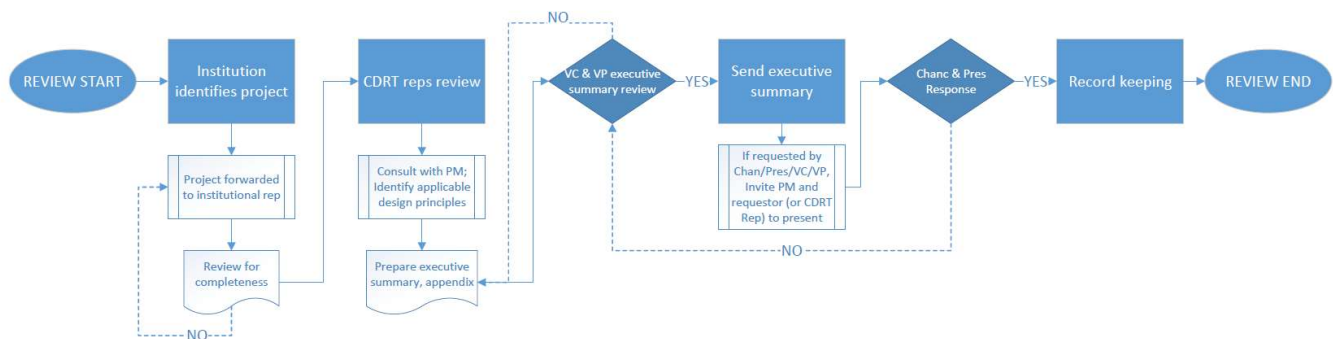 REVIEW START
Institution
identifies project
Project forwarded
to institutional rep
Review for
completeness
NO
CDRT reps review
Consult with PM;
Identify applicable
design principles
Prepare executive
summary, appendix
NO
VC & VP executive
summary review
YES
Send executive
summary
If requested by
Chan/Pres/VC/VP,
Invite PM and
requestor (or CDRT
Rep) to present
Chanc & Pres
Response
NO
YES
Record keeping
REVIEW END